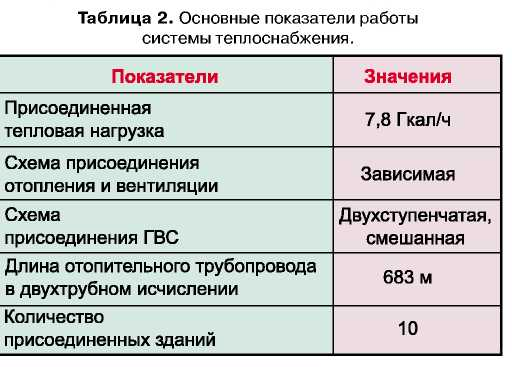 Таблица 2. Основные показатели работы
системы теплоснабжения.
Показатели Значения
Присоединенная
тепловая нагрузка
7,8 Гкал/ч
Схема присоединения
отопления и вентиляции
Зависимая
Схема
присоединения ГВС
Двухступенчатая,
смешанная
Длина отопительного трубопровода
в двухтрубном исчислении
683 м
Количество
присоединенных зданий
10